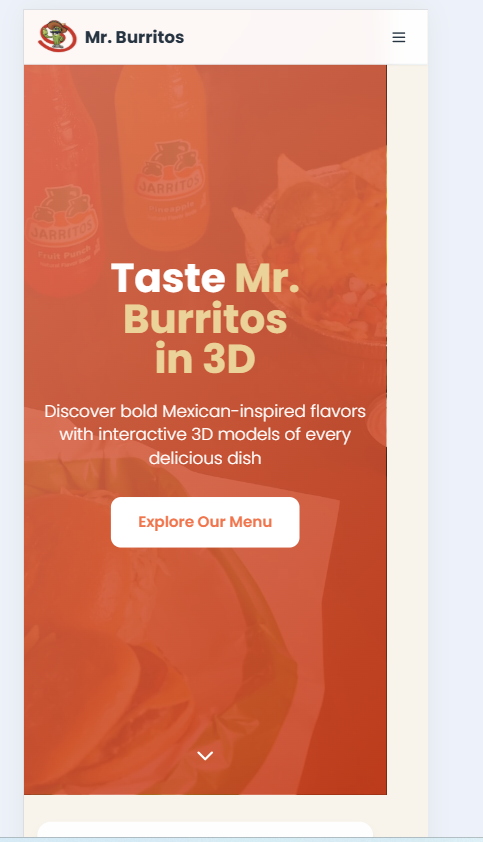 Mr. Burritos
JARRITOS
JARRITOS
Fruit Punch
Taste Mr.
Burritos
in 3D
Discover bold Mexican-inspired flavors
with interactive 3D models of every
delicious dish
Explore Our Menu